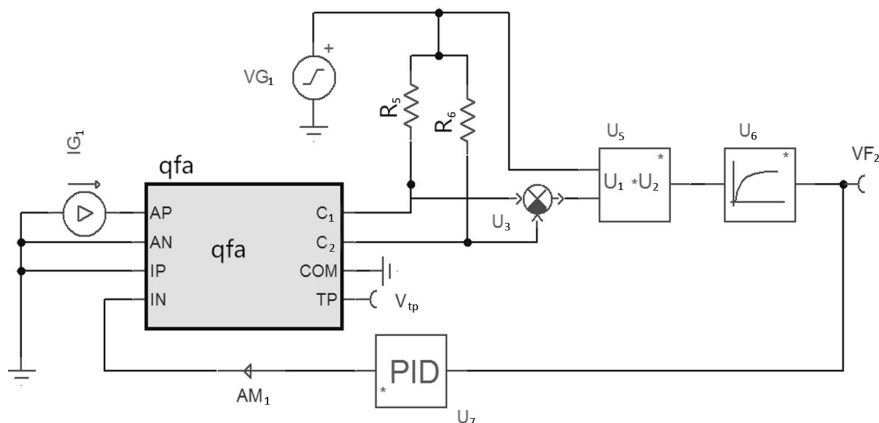 VG₁
+
R₅
R₆
U₅
U₆
IG₁
qfa
qfa
AP
AN
IP
IN
C₁
C₂
COM
TP
V_tp
U₃
U₁ *U₂
*
*
VF₂
AM₁
PID
*
U₇